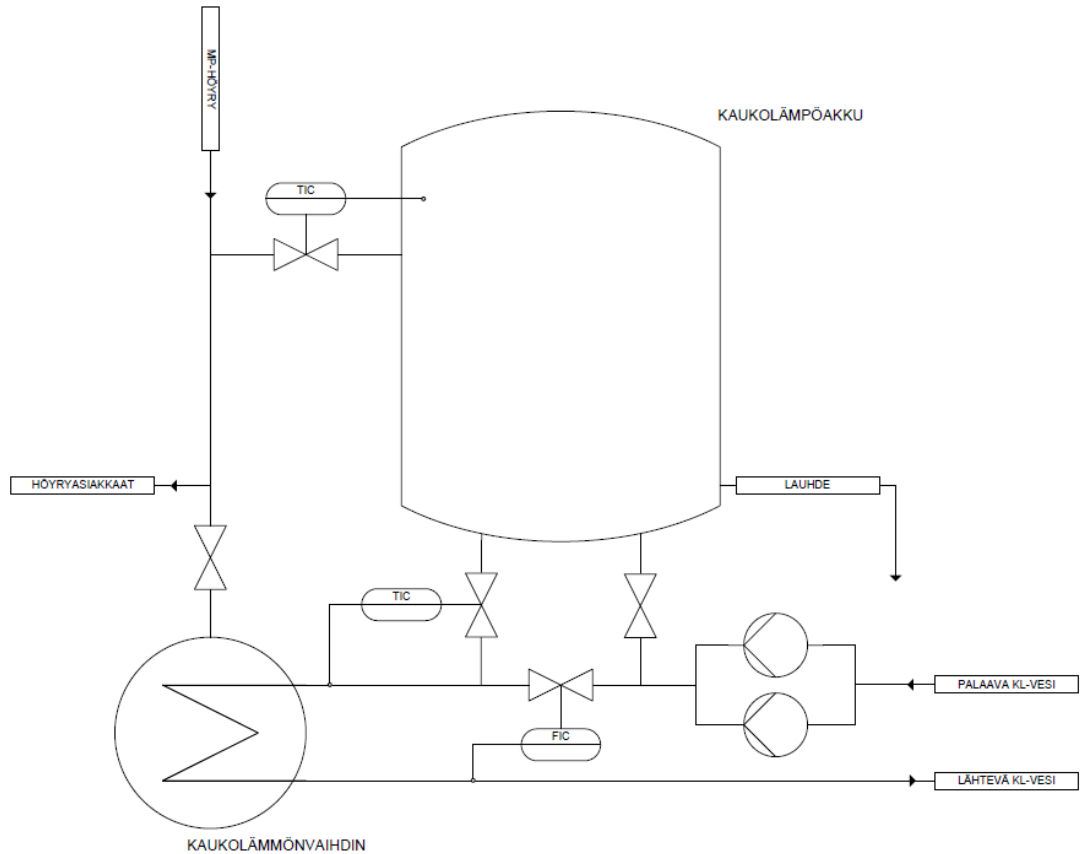 MP-HÖYRY
KAUKOLÄMPÖAKKU
TIC
HÖYRYASIAKKAAT
LAUHDE
TIC
PALAAVA KL-VESI
FIC
LÄHTEVÄ KL-VESI
KAUKOLÄMMÖNVAIHDIN